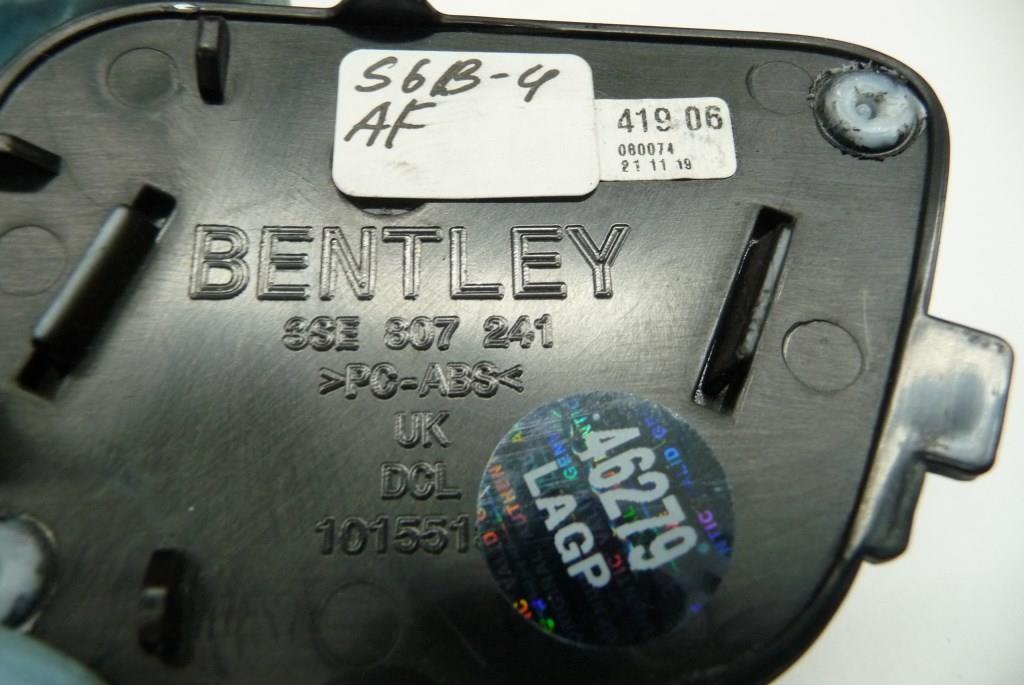 S6B-4
AF
419 06
080074
21 11 19
BENTLEY
3SE 807 241
>PC-ABS<
UK
DCL
101551
46279
LAGP